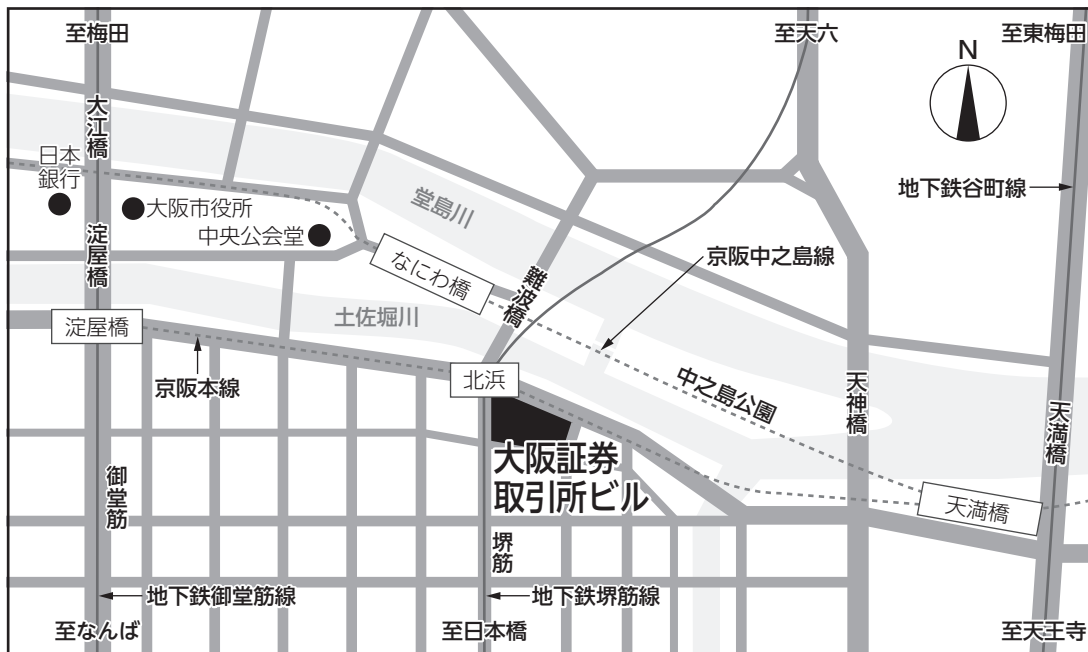 至梅田
至天六
至東梅田
N
大江橋
日本
銀行
大阪市役所
中央公会堂
淀屋橋
堂島川
なにわ橋
難波橋
京阪中之島線
地下鉄谷町線
淀屋橋
土佐堀川
京阪本線
北浜
中之島公園
天神橋
天満橋
大阪証券
取引所ビル
天満橋
御堂筋
堺筋
地下鉄御堂筋線
地下鉄堺筋線
至なんば
至日本橋
至天王寺